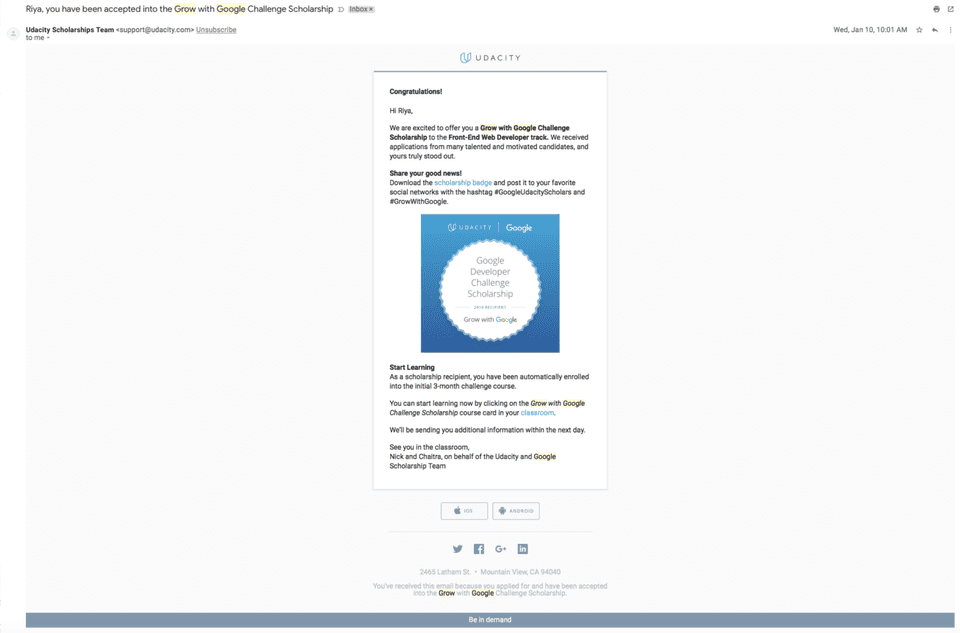 Riya, you have been accepted into the Grow with Google Challenge Scholarship Inbox x
Udacity Scholarships Team <support@udacity.com> Unsubscribe
Wed, Jan 10, 10:01 AM
to me
UDACITY
Congratulations!
Hi Riya,
We are excited to offer you a Grow with Google Challenge
Scholarship to the Front-End Web Developer track. We received
applications from many talented and motivated candidates, and
yours truly stood out.
Share your good news!
Download the scholarship badge and post it to your favorite
social networks with the hashtag #GoogleUdacityScholars and
#GrowWithGoogle.
UDACITY | Google
Google
Developer
Challenge
Scholarship
2018 RECIPIENT
Grow with Google
Start Learning
As a scholarship recipient, you have been automatically enrolled
into the initial 3-month challenge course.
You can start learning now by clicking on the Grow with Google
Challenge Scholarship course card in your classroom.
We'll be sending you additional information within the next day.
See you in the classroom,
Nick and Chaitra, on behalf of the Udacity and Google
Scholarship Team
IOS
ANDROID
G+ in
2465 Latham St. • Mountain View, CA 94040
You've received this email because you applied for and have been accepted
into the Grow with Google Challenge Scholarship.
Be in demand